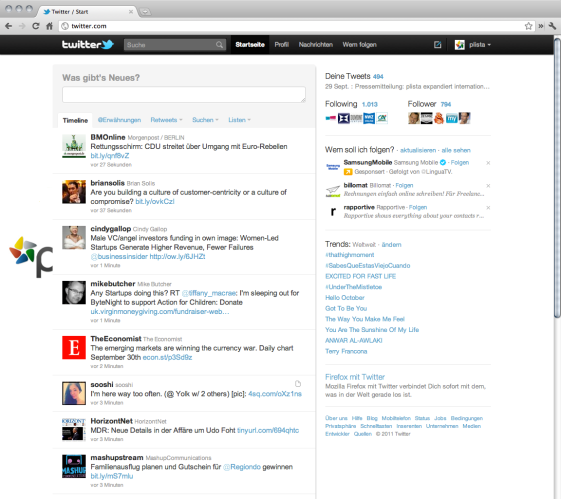 Twitter / Start
twitter.com
twitter
Suche
Startseite
Profil
Nachrichten
Wem folgen
plista
Was gibt's Neues?
Timeline
@Erwähnungen
Retweets
Suchen
Listen
BMOnline Morgenpost / BERLIN
Rettungsschirm: CDU streitet über Umgang mit Euro-Rebellen
bit.ly/qnf8vZ
vor 27 Sekunden
briansolis Brian Solis
Are you building a culture of customer-centricity or a culture of
compromise? bit.ly/ovkCzl
vor 37 Sekunden
cindygallop Cindy Gallop
Male VC/angel investors funding in own image: Women-Led
Startups Generate Higher Revenue, Fewer Failures
@businessinsider http://ow.ly/6JHZt
vor 1 Minute
mikebutcher Mike Butcher
Any Startups doing this? RT @tiffany_macrae: I'm sleeping out for
ByteNight to support Action for Children: Donate
uk.virginmoneygiving.com/fundraiser-web…
vor 1 Minute
TheEconomist The Economist
The emerging markets are winning the currency war. Daily chart
September 30th econ.st/p3Sd8z
vor 2 Minuten
sooshi sooshi
I'm here way too often. (@ Yolk w/ 2 others) [pic]: 4sq.com/oXz1ns
vor 3 Minuten
HorizontNet HorizontNet
MDR: Neue Details in der Affäre um Udo Foht tinyurl.com/694qhtc
vor 3 Minuten
mashupstream MashupCommunications
Familienausflug planen und Gutschein für @Regiondo gewinnen
bit.ly/mS7mlu
vor 3 Minuten
Deine Tweets 494
29 Sept. : Pressemitteilung: plista expandiert internation…
Following 1.013
Follower 794
Wem soll ich folgen? · aktualisieren · alle sehen
SamsungMobile Samsung Mobile · Folgen
Gesponsert · Gefolgt von @LinguaTV.
billomat Billomat · Folgen
Rechnungen einfach online schreiben! Für Freelanc…
rapportive Rapportive · Folgen
Rapportive shows everything about your contacts r…
Trends: Weltweit · ändern
#thathighmoment
#SabesQueEstasViejoCuando
EXCITED FOR FAST LIFE
#UnderTheMistletoe
Hello October
Got To Be You
The Way You Make Me Feel
You Are The Sunshine Of My Life
ANWAR AL-AWLAKI
Terry Francona
Firefox mit Twitter
Mozilla Firefox mit Twitter verbindet Dich sofort mit dem,
was in der Welt gerade los ist.
Über uns Hilfe Blog Mobiltelefon Status Jobs Bedingungen
Privatsphäre Schnelltasten Inserenten Unternehmen Medien
Entwickler Quellen © 2011 Twitter